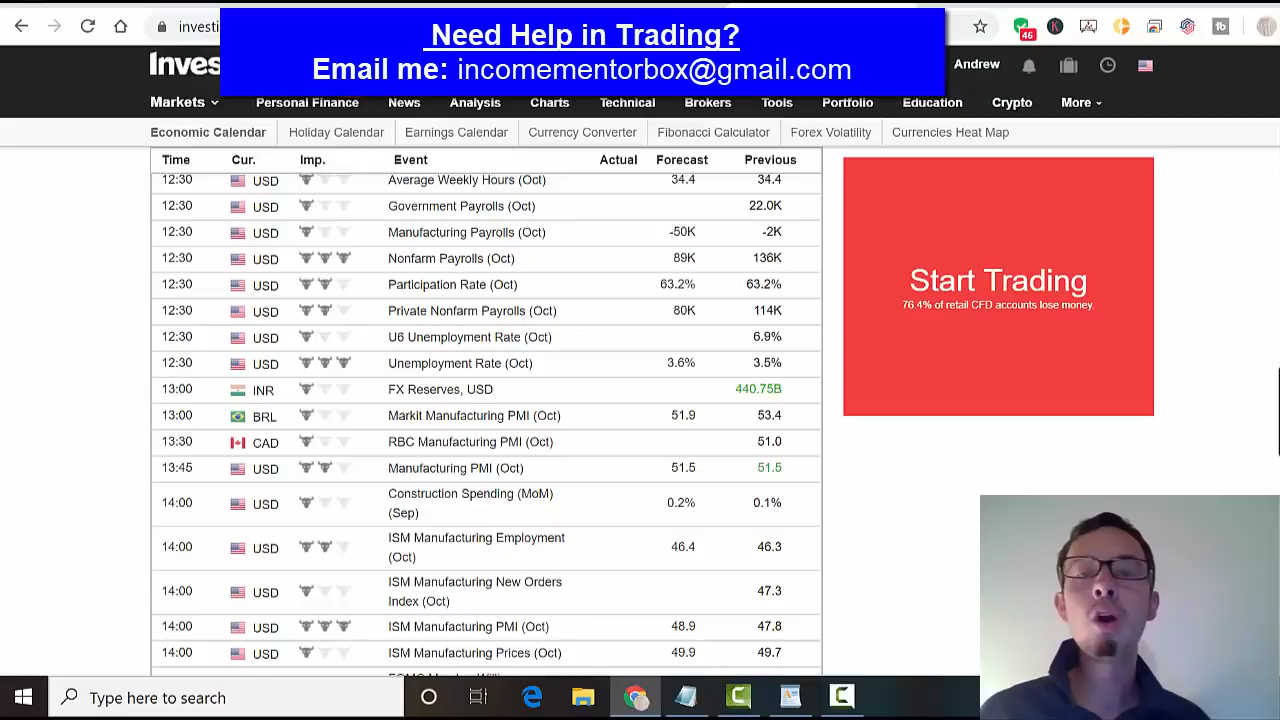 Need Help in Trading?
Email me: incomementorbox@gmail.com
investi
46
Inves
Andrew
Markets Personal Finance News Analysis Charts Technical Brokers Tools Portfolio Education Crypto More
Economic Calendar Holiday Calendar Earnings Calendar Currency Converter Fibonacci Calculator Forex Volatility Currencies Heat Map
Time Cur. Imp. Event Actual Forecast Previous
12:30 USD Average Weekly Hours (Oct) 34.4 34.4
12:30 USD Government Payrolls (Oct) 22.0K
12:30 USD Manufacturing Payrolls (Oct) -50K -2K
12:30 USD Nonfarm Payrolls (Oct) 89K 136K
12:30 USD Participation Rate (Oct) 63.2% 63.2%
12:30 USD Private Nonfarm Payrolls (Oct) 80K 114K
12:30 USD U6 Unemployment Rate (Oct) 6.9%
12:30 USD Unemployment Rate (Oct) 3.6% 3.5%
13:00 INR FX Reserves, USD 440.75B
13:00 BRL Markit Manufacturing PMI (Oct) 51.9 53.4
13:30 CAD RBC Manufacturing PMI (Oct) 51.0
13:45 USD Manufacturing PMI (Oct) 51.5 51.5
14:00 USD Construction Spending (MoM) 0.2% 0.1%
(Sep)
14:00 USD ISM Manufacturing Employment 46.4 46.3
(Oct)
14:00 USD ISM Manufacturing New Orders 47.3
Index (Oct)
14:00 USD ISM Manufacturing PMI (Oct) 48.9 47.8
14:00 USD ISM Manufacturing Prices (Oct) 49.9 49.7
Start Trading
76.4% of retail CFD accounts lose money.
Type here to search